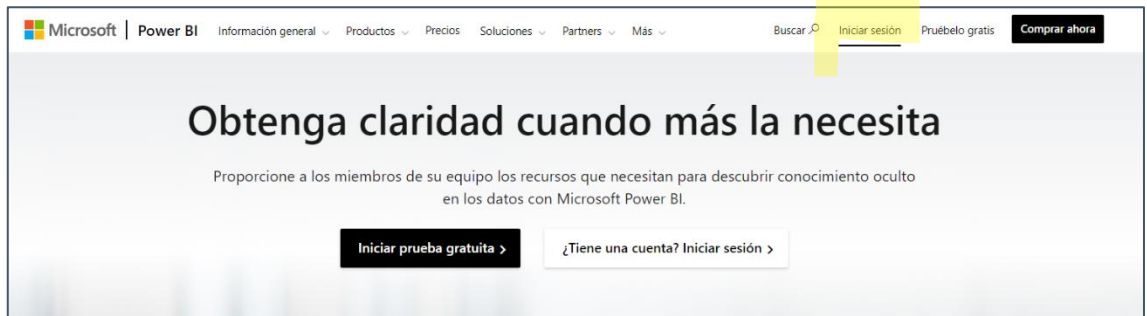 Microsoft | Power BI Información general Productos Precios Soluciones Partners Más Buscar Iniciar sesión Pruébelo gratis Comprar ahora
Obtenga claridad cuando más la necesita
Proporcione a los miembros de su equipo los recursos que necesitan para descubrir conocimiento oculto
en los datos con Microsoft Power BI.
Iniciar prueba gratuita > ¿Tiene una cuenta? Iniciar sesión >